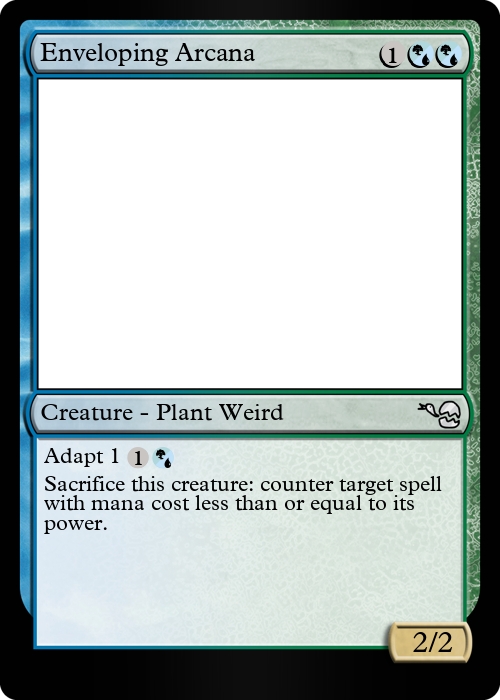 Enveloping Arcana 1
Creature - Plant Weird
Adapt 1 1
Sacrifice this creature: counter target spell
with mana cost less than or equal to its
power.
2/2